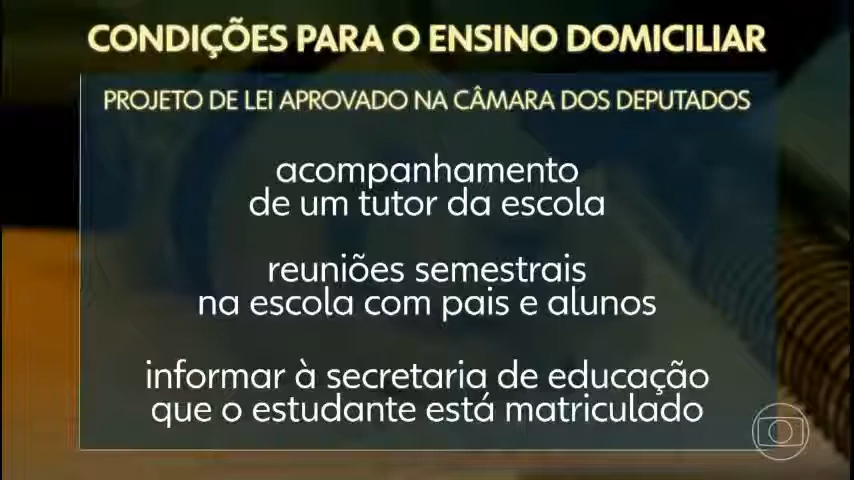 CONDIÇÕES PARA O ENSINO DOMICILIAR
PROJETO DE LEI APROVADO NA CÂMARA DOS DEPUTADOS
acompanhamento
de um tutor da escola
reuniões semestrais
na escola com pais e alunos
informar à secretaria de educação
que o estudante está matriculado